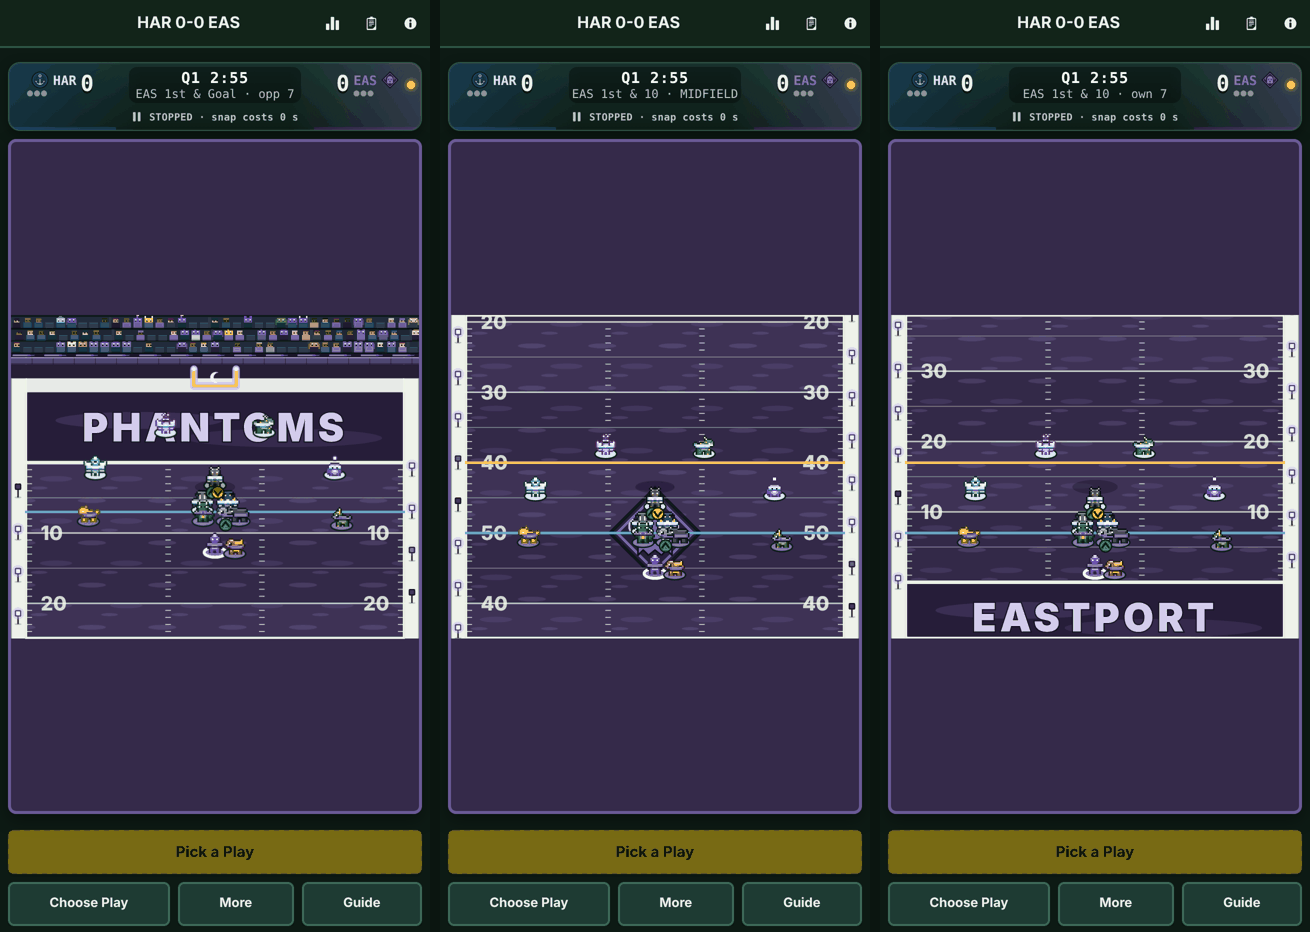 HAR 0-0 EAS
HAR 0
Q1 2:55
0 EAS
EAS 1st & Goal · opp 7
STOPPED · snap costs 0 s
PHANTOMS
10 10
20 20
Pick a Play
Choose Play
More
Guide
HAR 0-0 EAS
HAR 0
Q1 2:55
0 EAS
EAS 1st & 10 · MIDFIELD
STOPPED · snap costs 0 s
20 20
30 30
40 40
50 50
40 40
Pick a Play
Choose Play
More
Guide
HAR 0-0 EAS
HAR 0
Q1 2:55
0 EAS
EAS 1st & 10 · own 7
STOPPED · snap costs 0 s
30 30
20 20
10 10
EASTPORT
Pick a Play
Choose Play
More
Guide